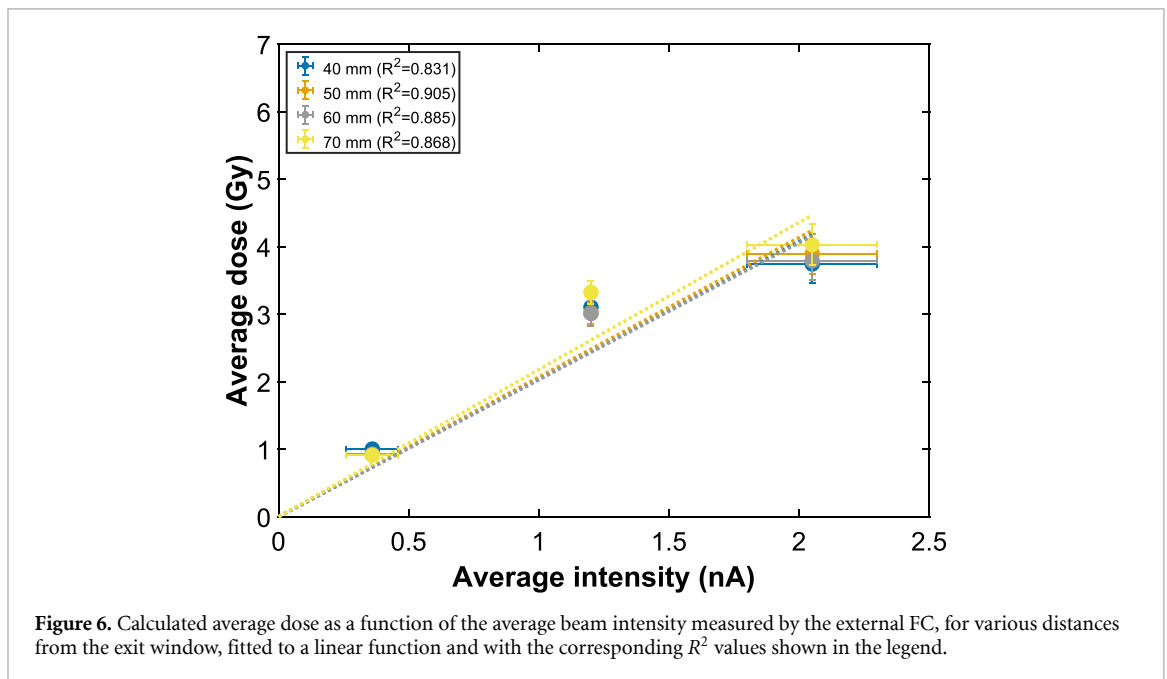 7
6
5
4
3
2
1
0
Average dose (Gy)
40 mm (R²=0.831)
50 mm (R²=0.905)
60 mm (R²=0.885)
70 mm (R²=0.868)
0 0.5 1 1.5 2 2.5
Average intensity (nA)
Figure 6. Calculated average dose as a function of the average beam intensity measured by the external FC, for various distances
from the exit window, fitted to a linear function and with the corresponding R² values shown in the legend.